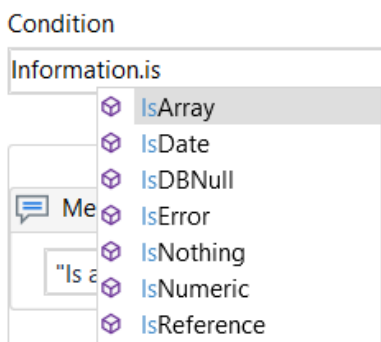 Condition
Information.is
IsArray
IsDate
IsDBNull
IsError
IsNothing
IsNumeric
IsReference
Me
"Is a